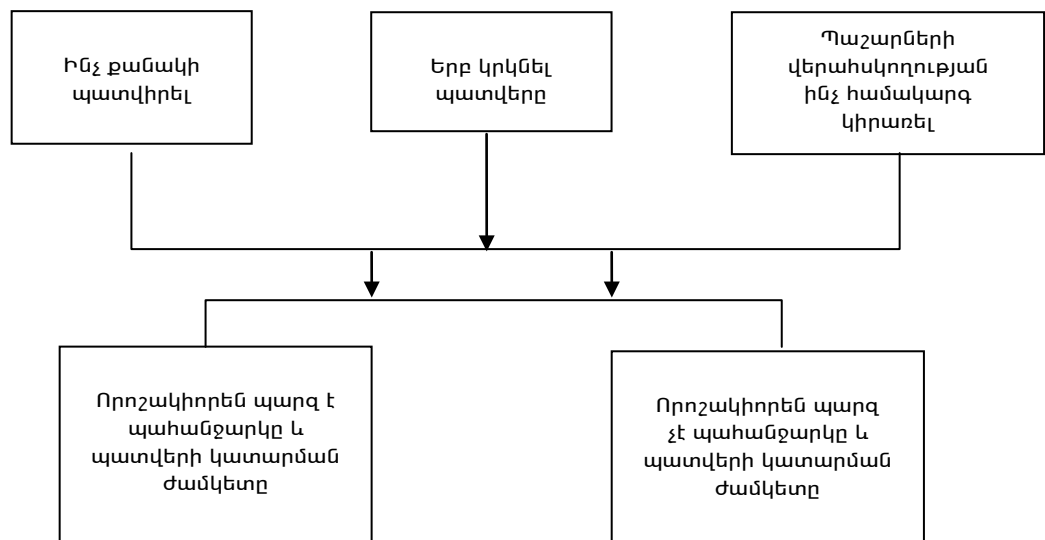 Ինչ քանակի
պատվիրել
Երբ կրկնել
պատվերը
Պաշարների
վերահսկողության
ինչ համակարգ
կիրառել
Որոշակիորեն պարզ է
պահանջարկը և
պատվերի կատարման
ժամկետը
Որոշակիորեն պարզ
չէ պահանջարկը և
պատվերի կատարման
ժամկետը